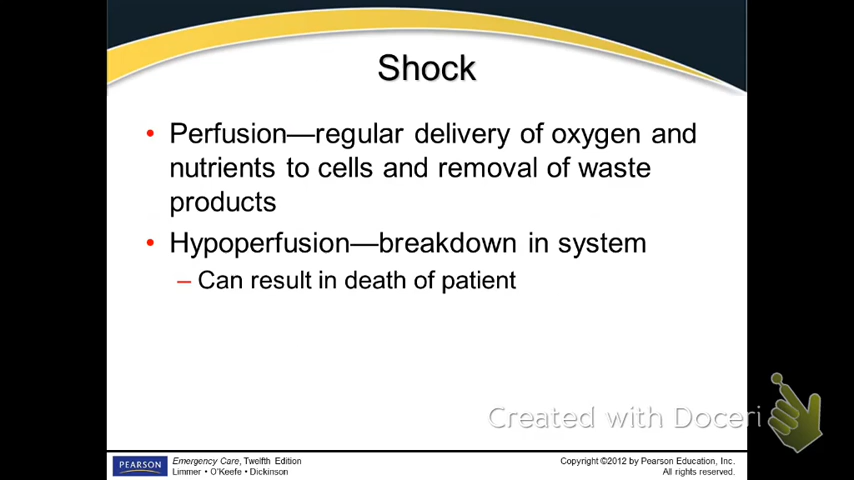 Shock
• Perfusion—regular delivery of oxygen and
nutrients to cells and removal of waste
products
• Hypoperfusion—breakdown in system
– Can result in death of patient
Created with Doceri
PEARSON
Emergency Care, Twelfth Edition
Limmer • O'Keefe • Dickinson
Copyright ©2012 by Pearson Education, Inc.
All rights reserved.